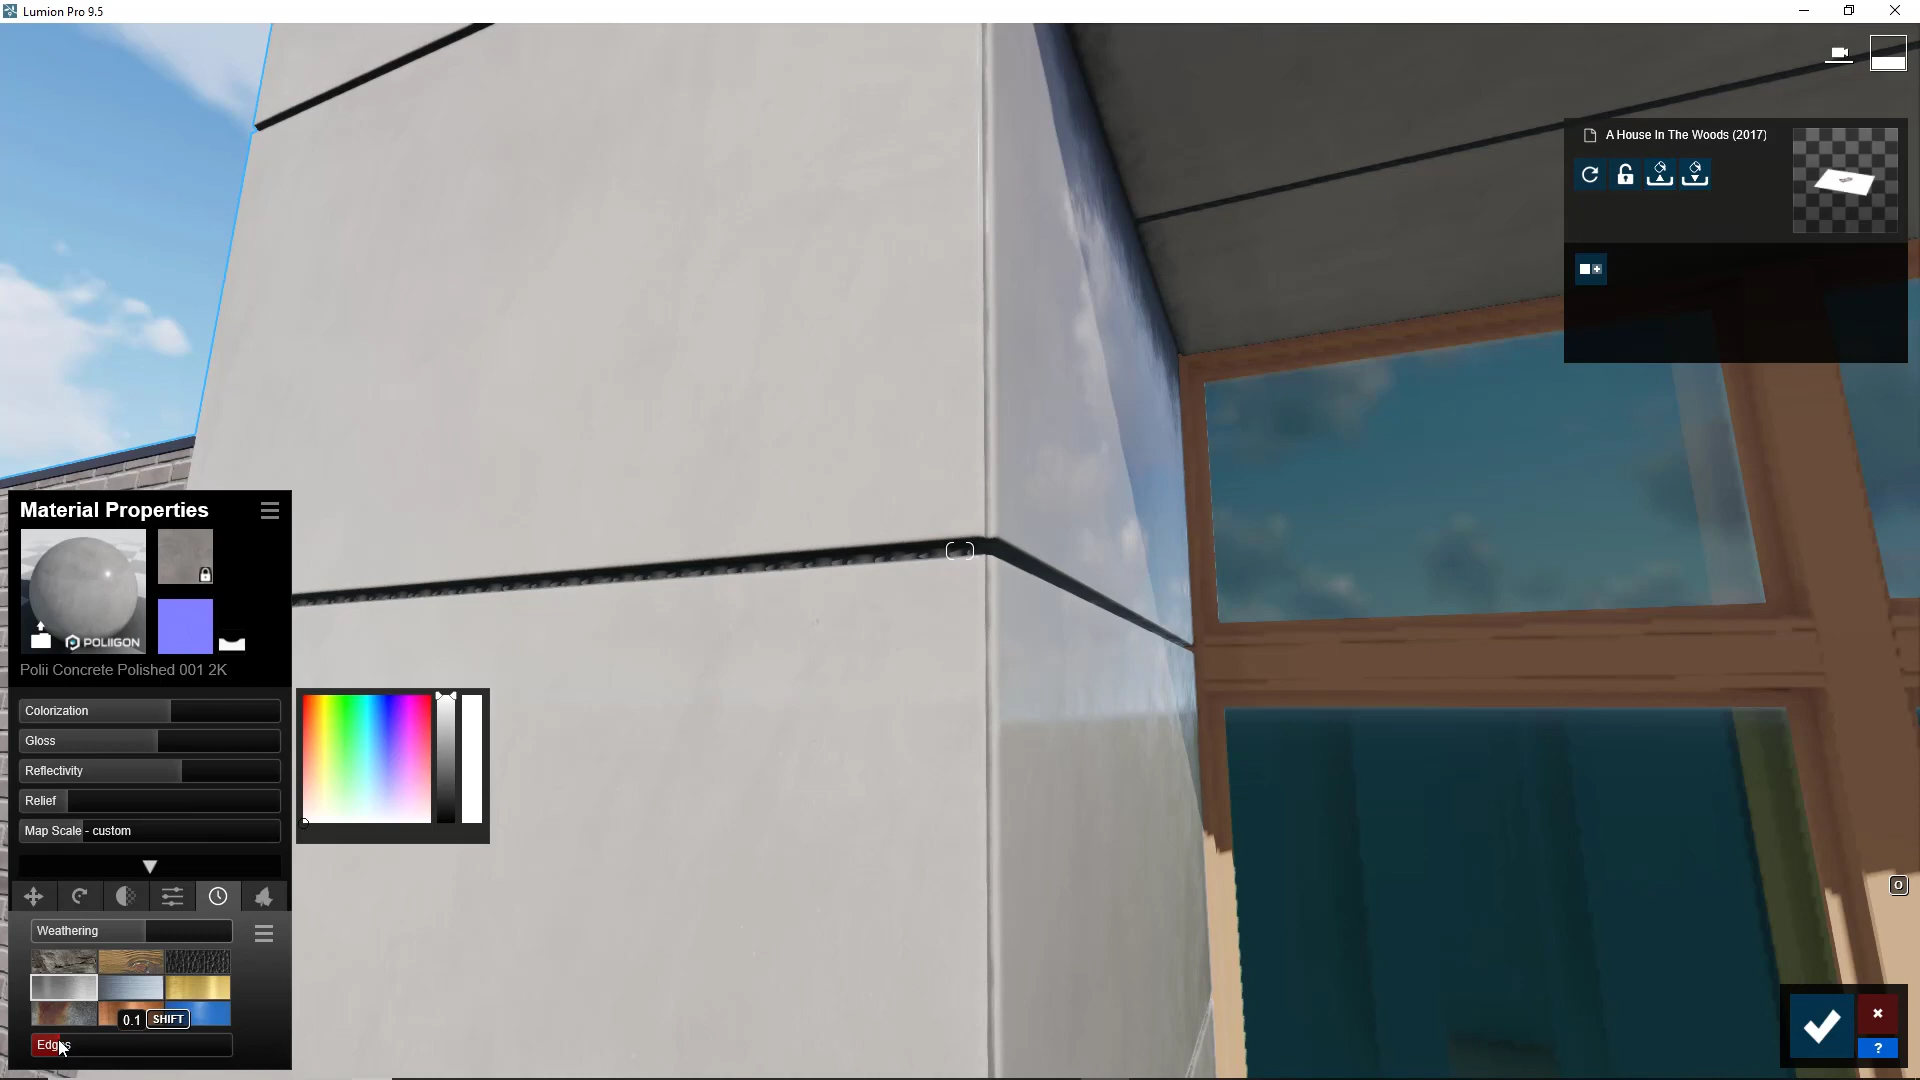 Lumion Pro 9.5
A House In The Woods (2017)
Material Properties
POLIIGON
Polii Concrete Polished 001 2K
Colorization
Gloss
Reflectivity
Relief
Map Scale - custom
O
Weathering
0.1 SHIFT
Edges
?